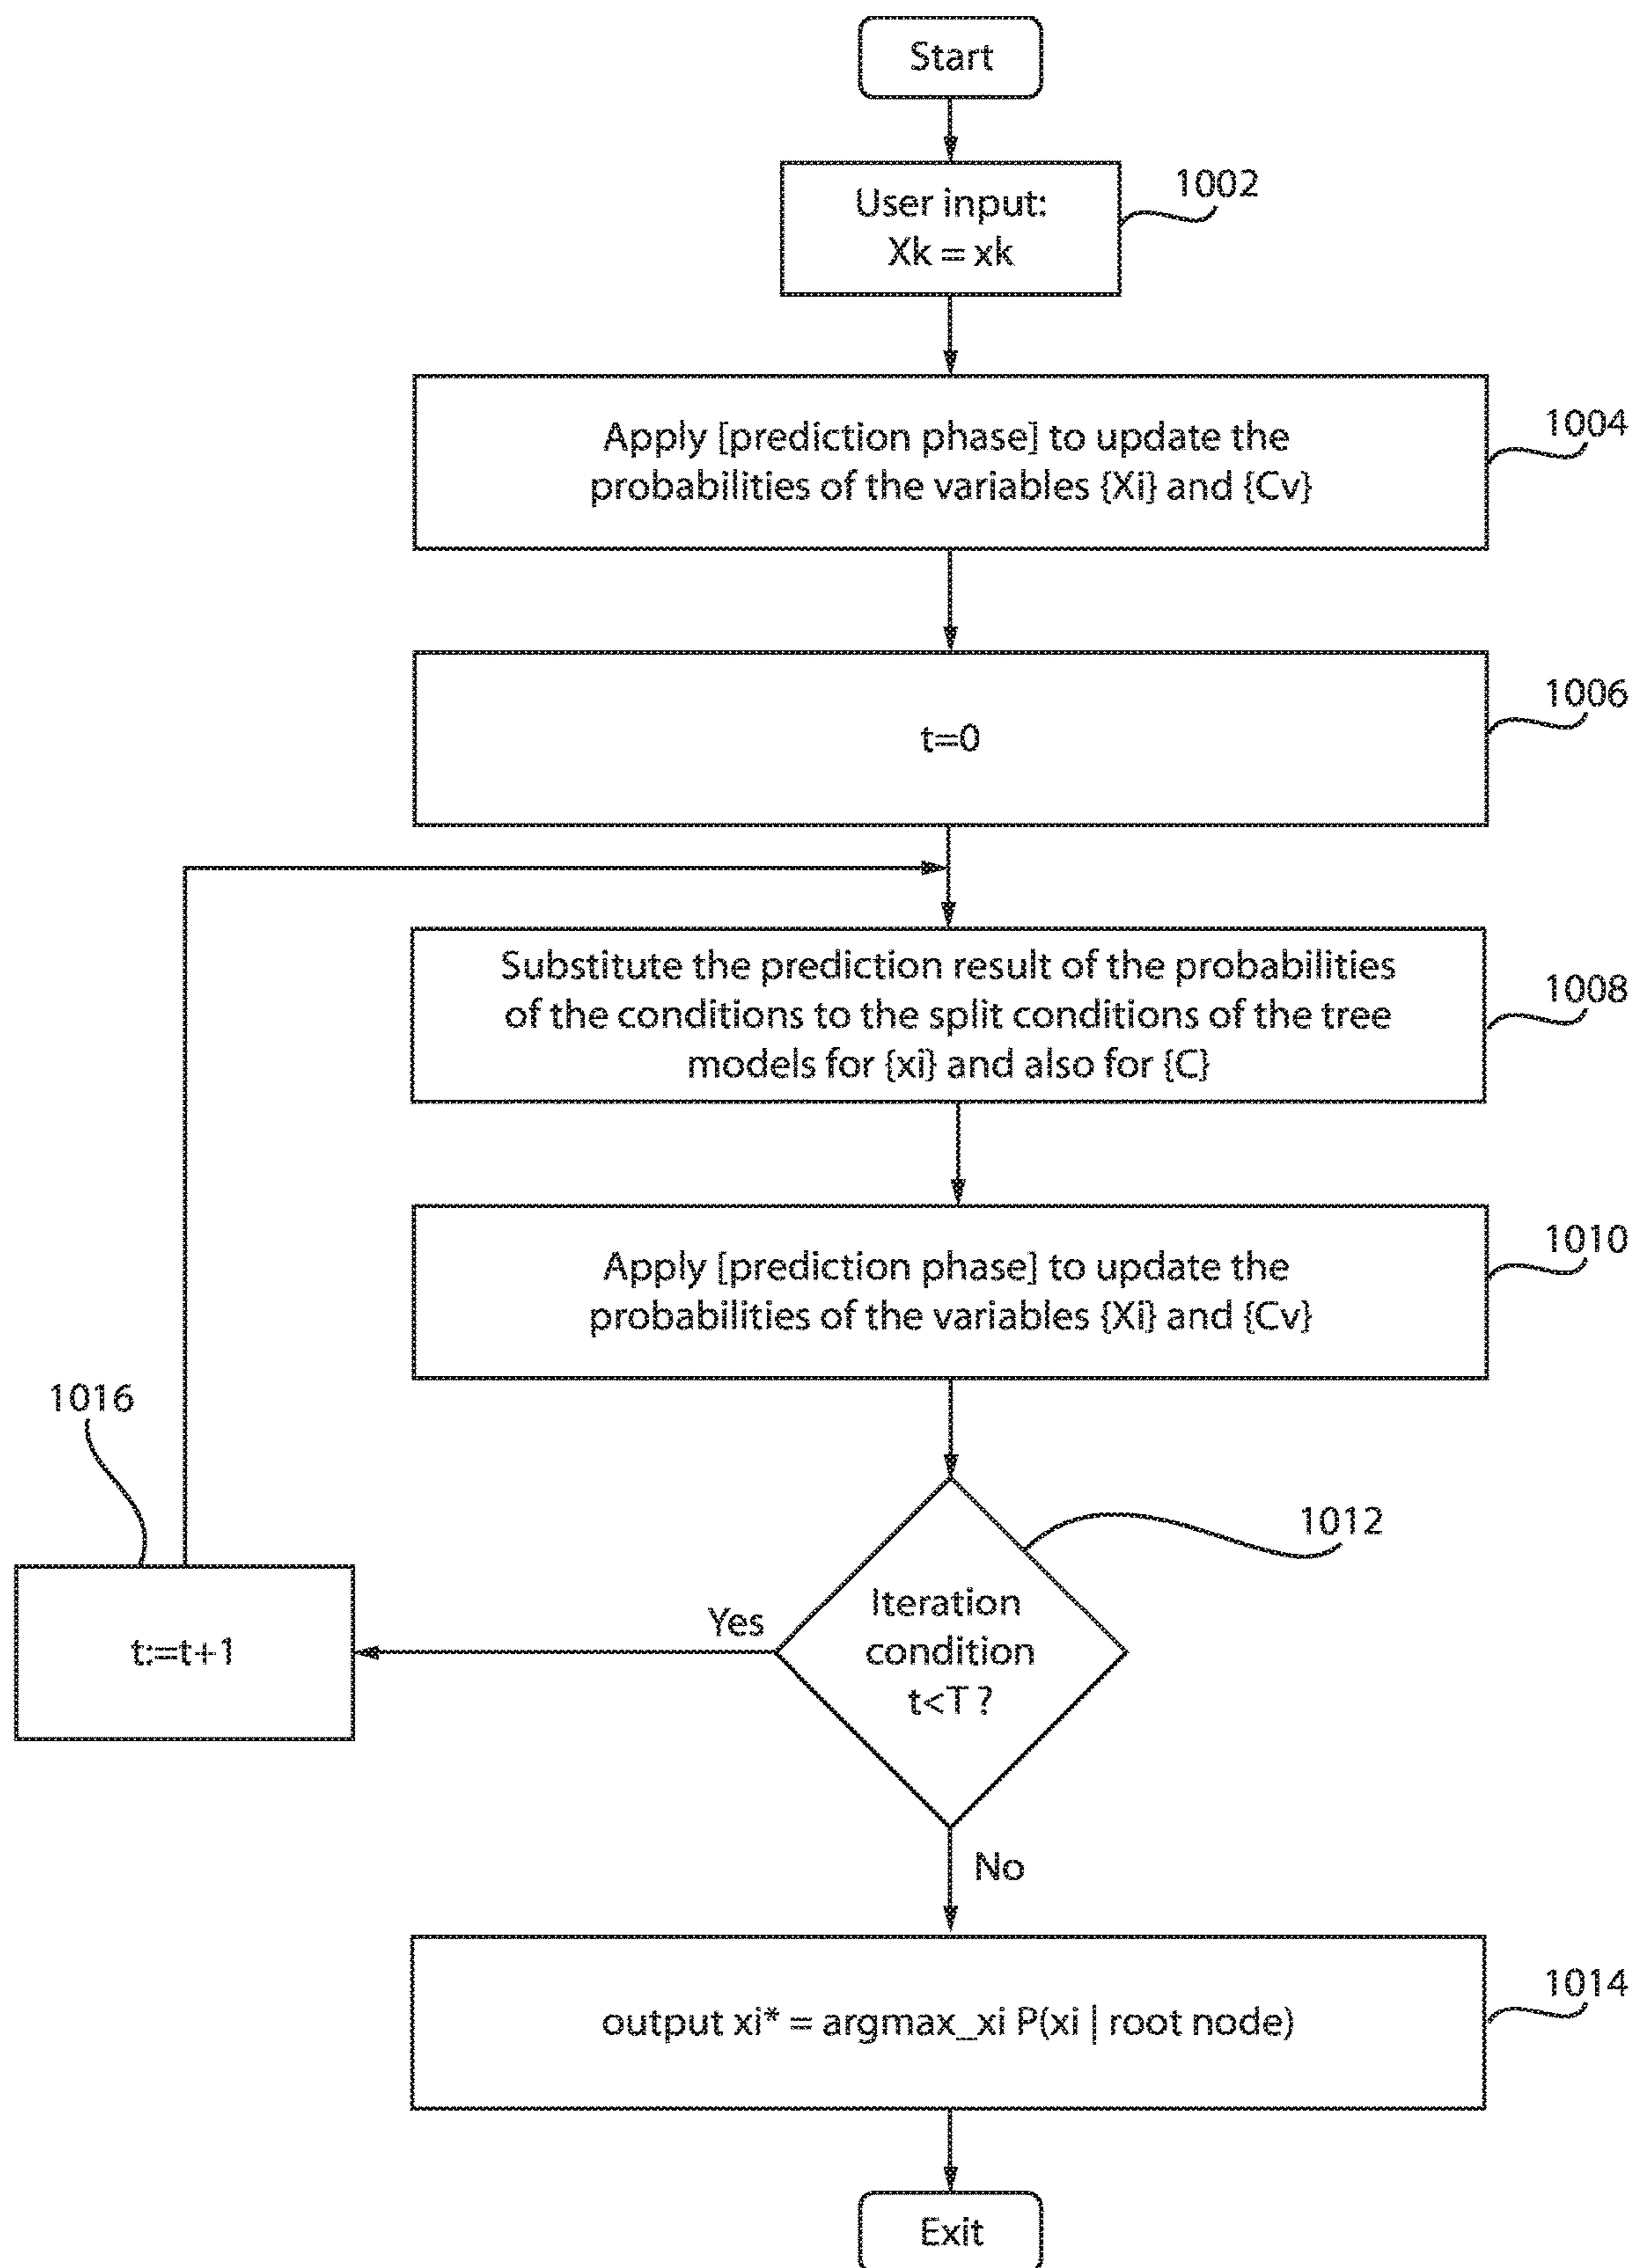 Start
User input:
Xk = xk
1002
Apply [prediction phase] to update the
probabilities of the variables {Xi} and {Cv}
1004
t=0
1006
Substitute the prediction result of the probabilities
of the conditions to the split conditions of the tree
models for {xi} and also for {C}
1008
Apply [prediction phase] to update the
probabilities of the variables {Xi} and {Cv}
1010
1016
t:=t+1
Yes
Iteration
condition
t<T ?
1012
No
output xi* = argmax_xi P(xi | root node)
1014
Exit